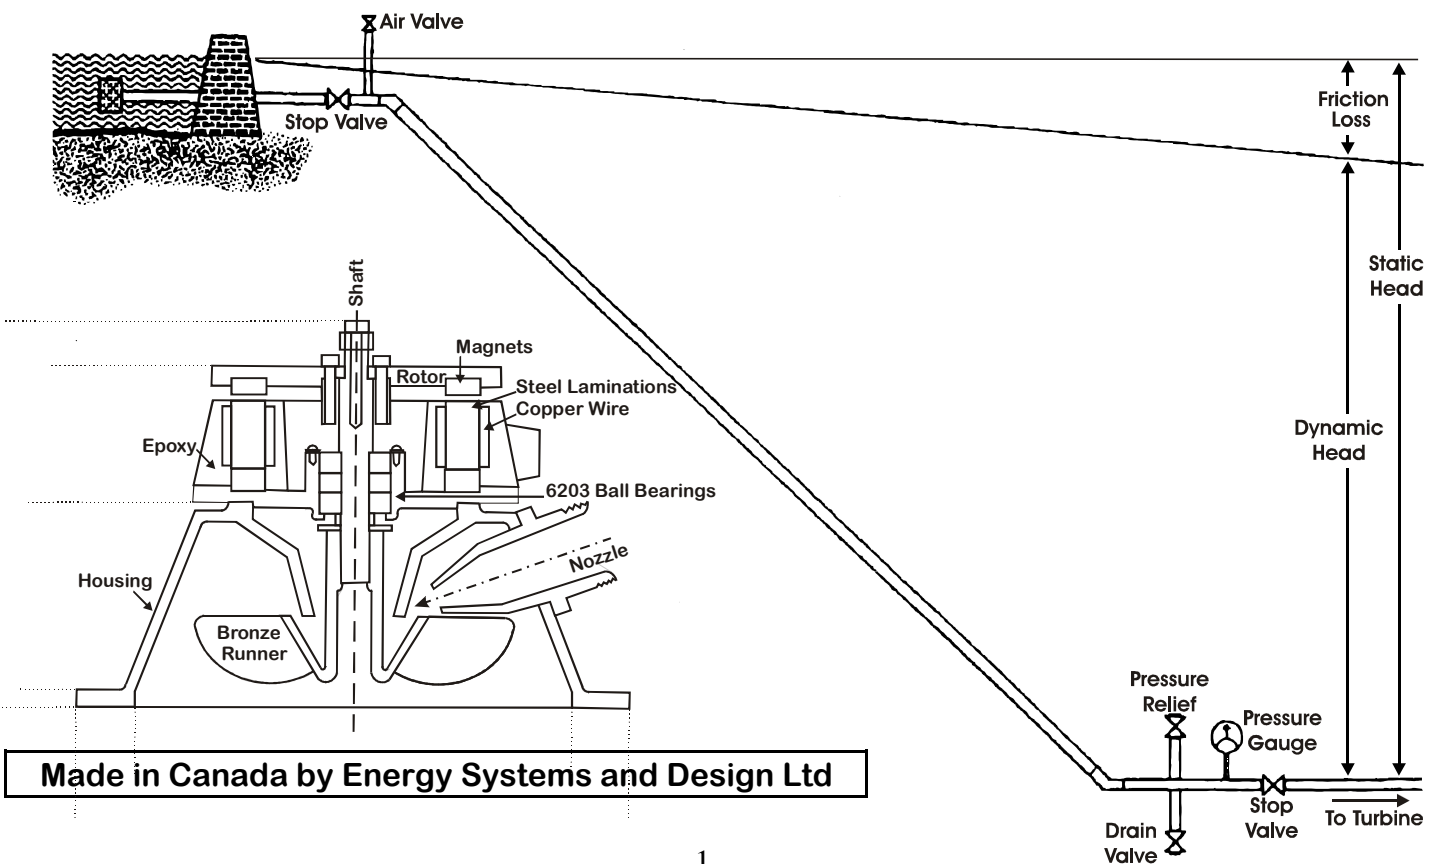 Air Valve
Stop Valve
Friction
Loss
Static
Head
Dynamic
Head
Shaft
Magnets
Rotor
Steel Laminations
Copper Wire
Epoxy
6203 Ball Bearings
Nozzle
Housing
Bronze
Runner
Pressure
Relief
Pressure
Gauge
Made in Canada by Energy Systems and Design Ltd
Stop
Valve
To Turbine
Drain
Valve
1